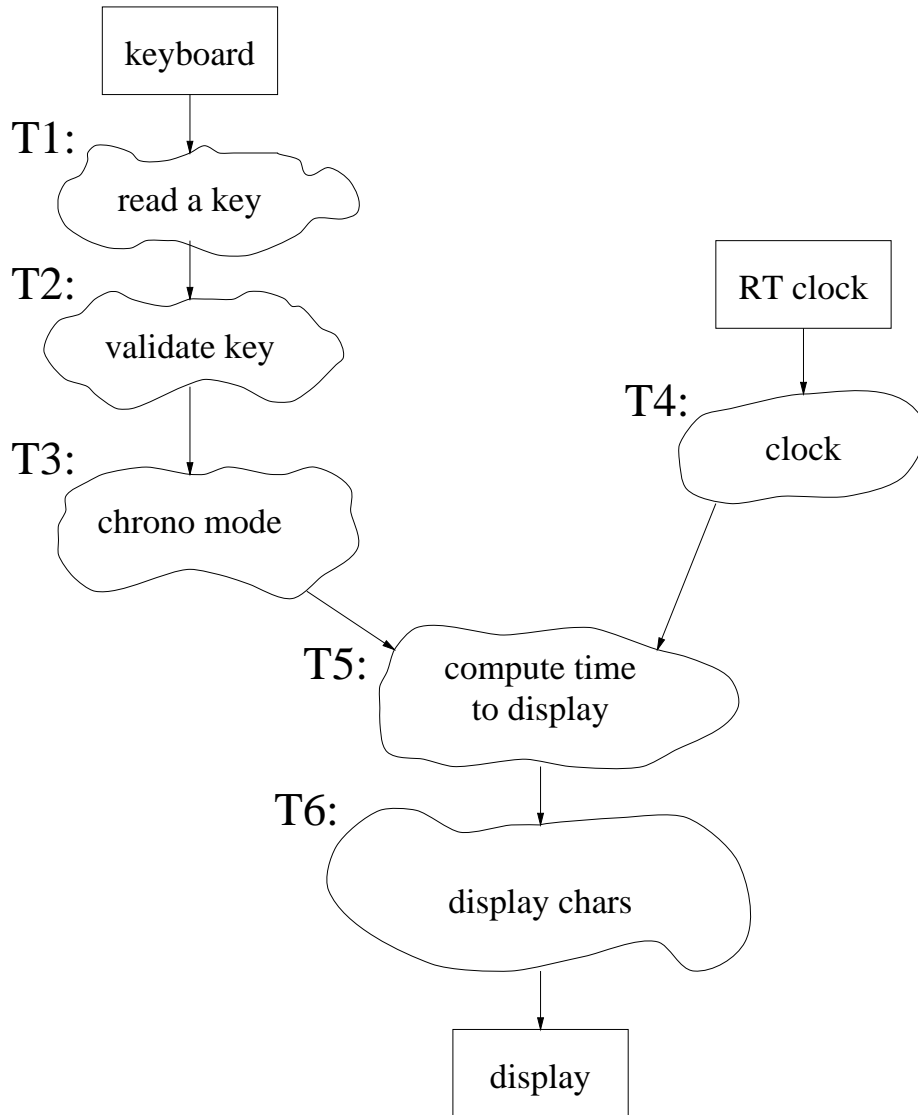 keyboard
T1:
read a key
T2:
validate key
RT clock
T4:
clock
T3:
chrono mode
T5:
compute time
to display
T6:
display chars
display